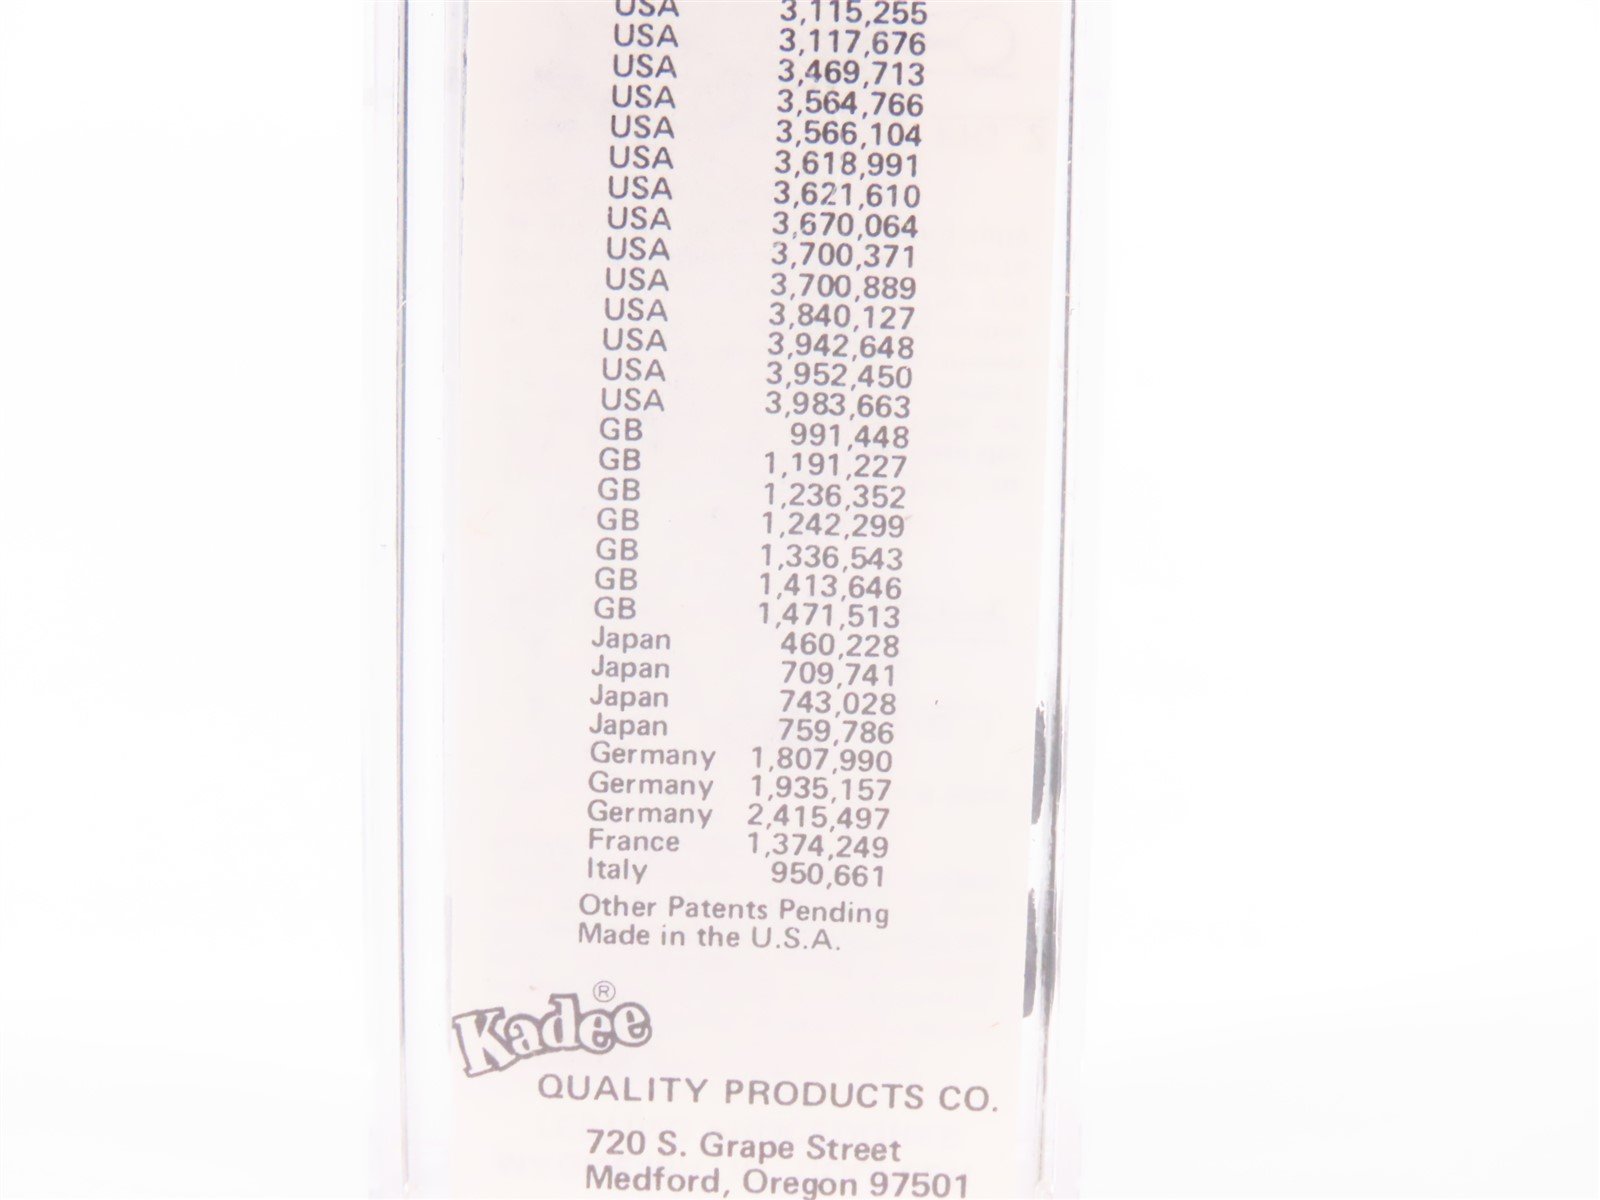 USA 3,115,255
USA 3,117,676
USA 3,469,713
USA 3,564,766
USA 3,566,104
USA 3,618,991
USA 3,621,610
USA 3,670,064
USA 3,700,371
USA 3,700,889
USA 3,840,127
USA 3,942,648
USA 3,952,450
USA 3,983,663
GB 991,448
GB 1,191,227
GB 1,236,352
GB 1,242,299
GB 1,336,543
GB 1,413,646
GB 1,471,513
Japan 460,228
Japan 709,741
Japan 743,028
Japan 759,786
Germany 1,807,990
Germany 1,935,157
Germany 2,415,497
France 1,374,249
Italy 950,661
Other Patents Pending
Made in the U.S.A.
Kadee®
QUALITY PRODUCTS CO.
720 S. Grape Street
Medford, Oregon 97501